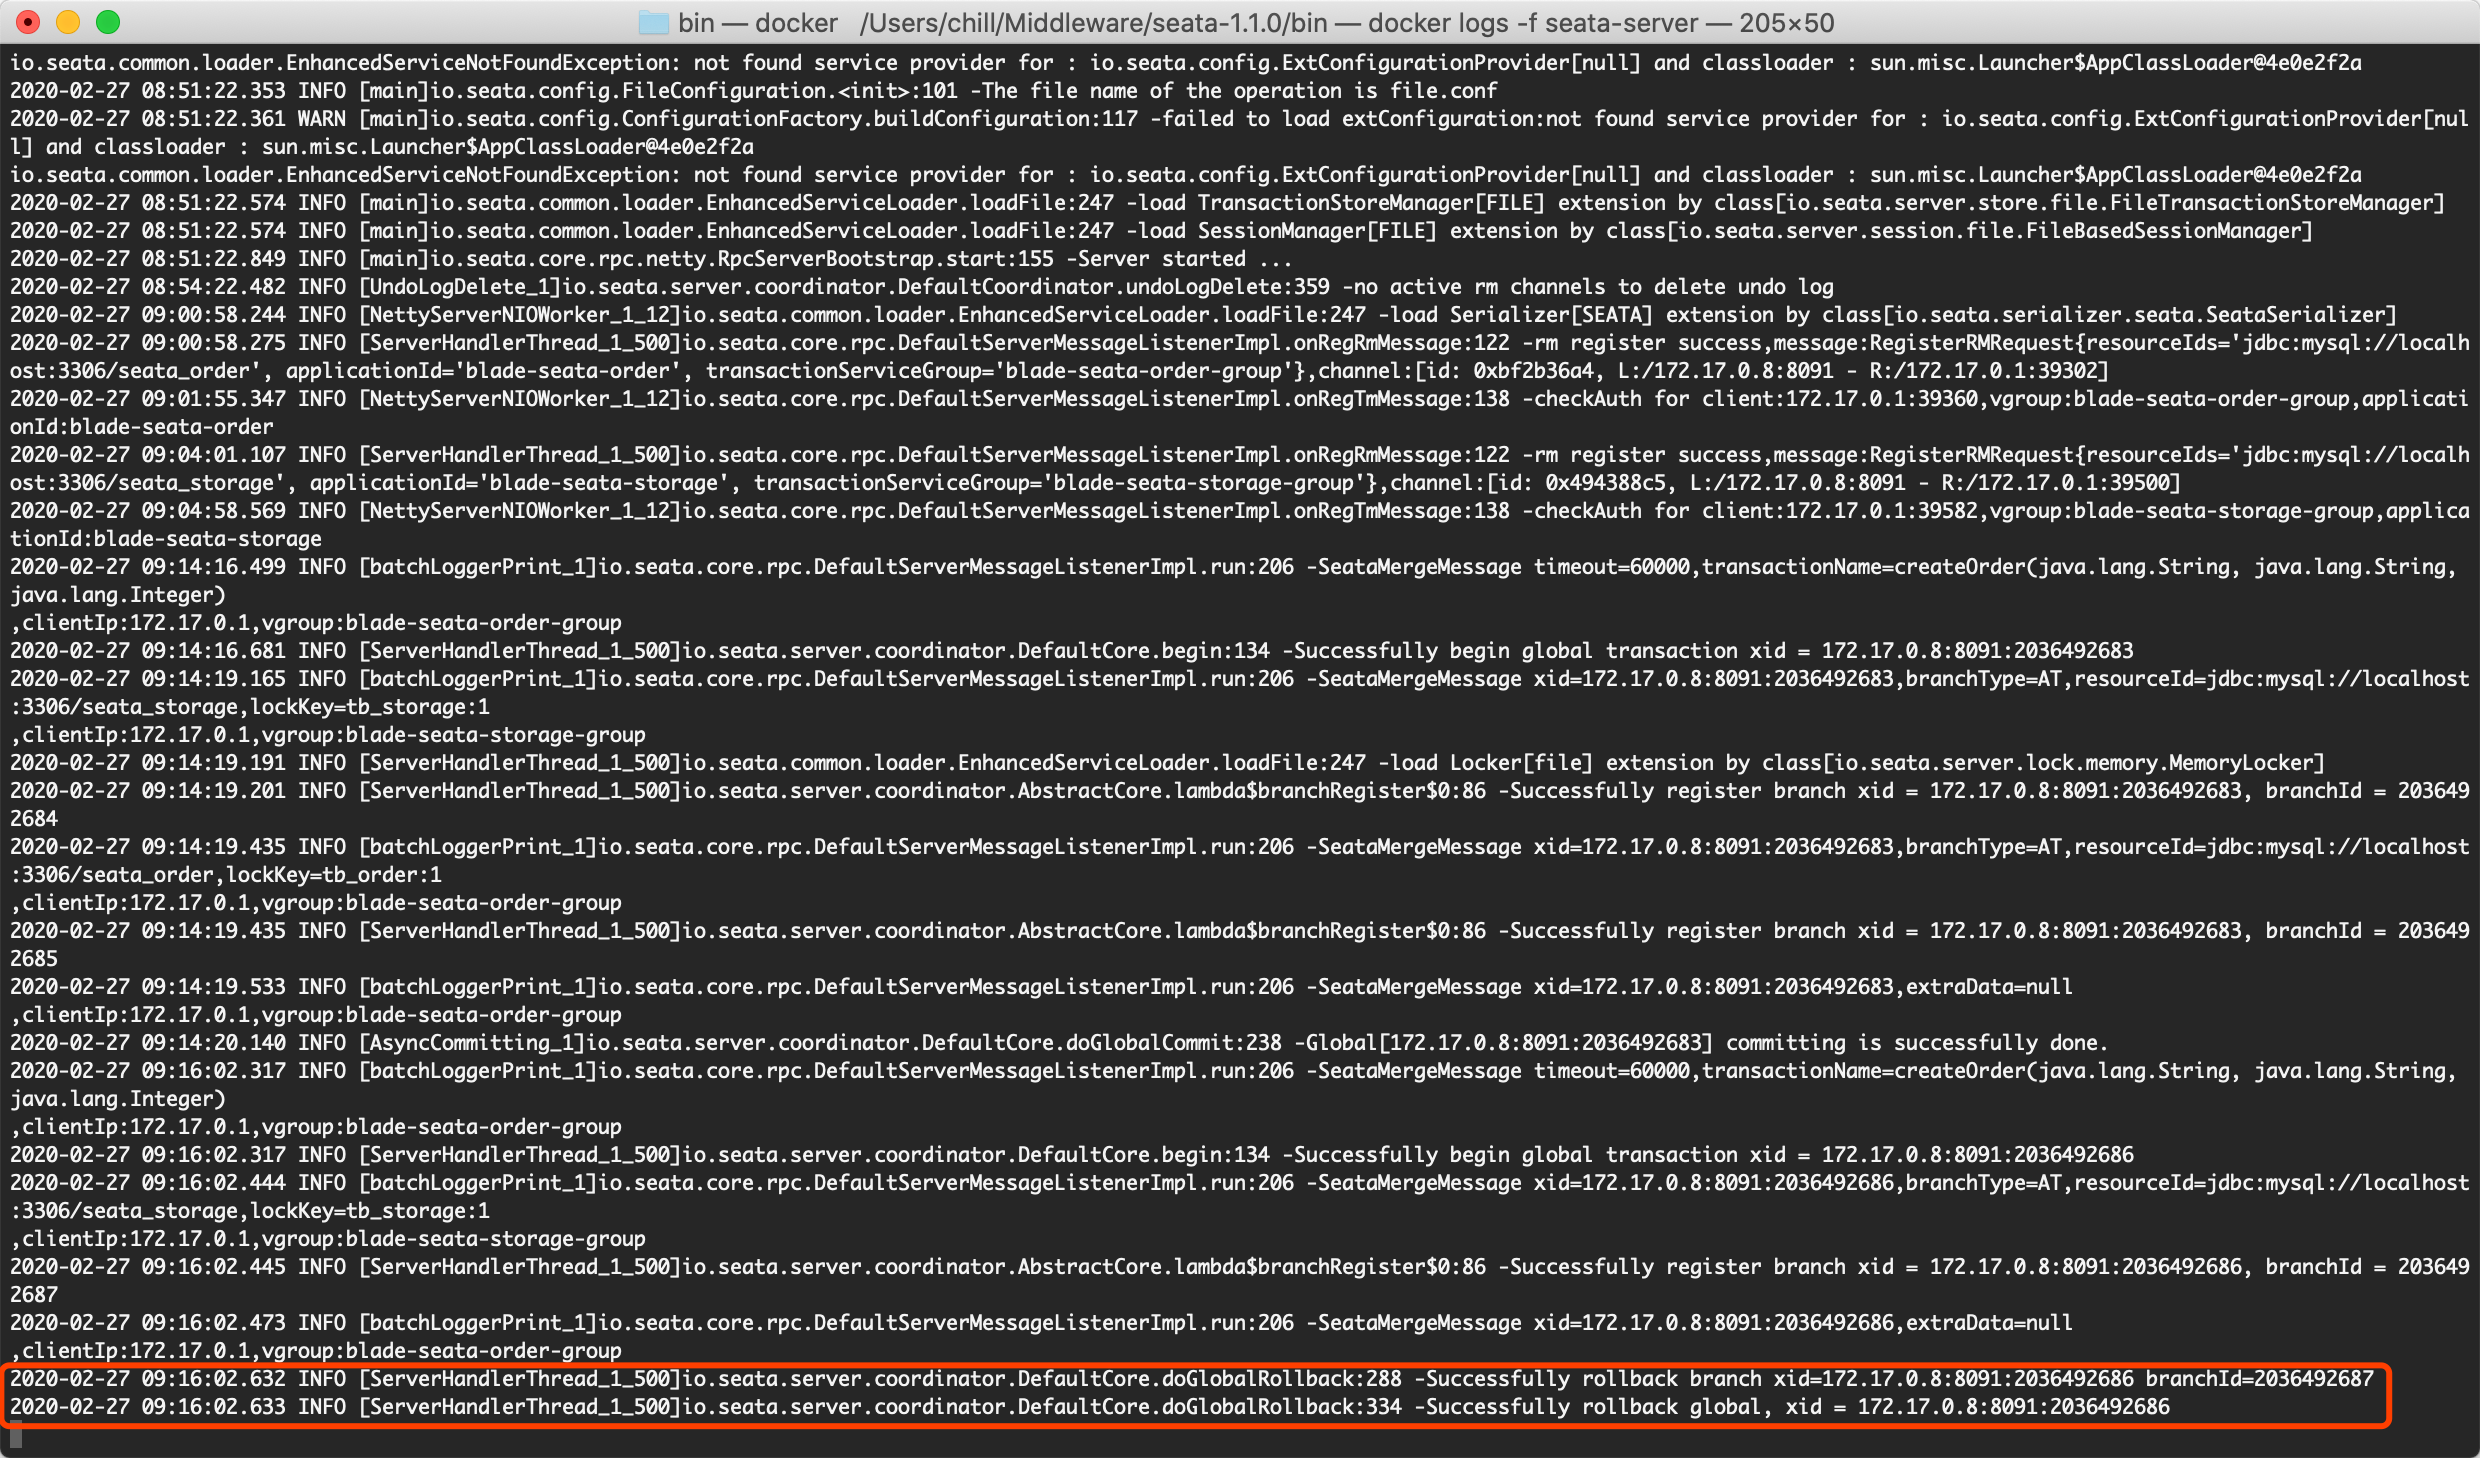 bin — docker   /Users/chill/Middleware/seata-1.1.0/bin — docker logs -f seata-server — 205×50
io.seata.common.loader.EnhancedServiceNotFoundException: not found service provider for : io.seata.config.ExtConfigurationProvider[null] and classloader : sun.misc.Launcher$AppClassLoader@4e0e2f2a
2020-02-27 08:51:22.353 INFO [main]io.seata.config.FileConfiguration.<init>:101 -The file name of the operation is file.conf
2020-02-27 08:51:22.361 WARN [main]io.seata.config.ConfigurationFactory.buildConfiguration:117 -failed to load extConfiguration:not found service provider for : io.seata.config.ExtConfigurationProvider[nul
l] and classloader : sun.misc.Launcher$AppClassLoader@4e0e2f2a
io.seata.common.loader.EnhancedServiceNotFoundException: not found service provider for : io.seata.config.ExtConfigurationProvider[null] and classloader : sun.misc.Launcher$AppClassLoader@4e0e2f2a
2020-02-27 08:51:22.574 INFO [main]io.seata.common.loader.EnhancedServiceLoader.loadFile:247 -load TransactionStoreManager[FILE] extension by class[io.seata.server.store.file.FileTransactionStoreManager]
2020-02-27 08:51:22.574 INFO [main]io.seata.common.loader.EnhancedServiceLoader.loadFile:247 -load SessionManager[FILE] extension by class[io.seata.server.session.file.FileBasedSessionManager]
2020-02-27 08:51:22.849 INFO [main]io.seata.core.rpc.netty.RpcServerBootstrap.start:155 -Server started ...
2020-02-27 08:54:22.482 INFO [UndoLogDelete_1]io.seata.server.coordinator.DefaultCoordinator.undoLogDelete:359 -no active rm channels to delete undo log
2020-02-27 09:00:58.244 INFO [NettyServerNIOWorker_1_12]io.seata.common.loader.EnhancedServiceLoader.loadFile:247 -load Serializer[SEATA] extension by class[io.seata.serializer.seata.SeataSerializer]
2020-02-27 09:00:58.275 INFO [ServerHandlerThread_1_500]io.seata.core.rpc.DefaultServerMessageListenerImpl.onRegRmMessage:122 -rm register success,message:RegisterRMRequest{resourceIds='jdbc:mysql://localh
ost:3306/seata_order', applicationId='blade-seata-order', transactionServiceGroup='blade-seata-order-group'},channel:[id: 0xbf2b36a4, L:/172.17.0.8:8091 - R:/172.17.0.1:39302]
2020-02-27 09:01:55.347 INFO [NettyServerNIOWorker_1_12]io.seata.core.rpc.DefaultServerMessageListenerImpl.onRegTmMessage:138 -checkAuth for client:172.17.0.1:39360,vgroup:blade-seata-order-group,applicati
onId:blade-seata-order
2020-02-27 09:04:01.107 INFO [ServerHandlerThread_1_500]io.seata.core.rpc.DefaultServerMessageListenerImpl.onRegRmMessage:122 -rm register success,message:RegisterRMRequest{resourceIds='jdbc:mysql://localh
ost:3306/seata_storage', applicationId='blade-seata-storage', transactionServiceGroup='blade-seata-storage-group'},channel:[id: 0x494388c5, L:/172.17.0.8:8091 - R:/172.17.0.1:39500]
2020-02-27 09:04:58.569 INFO [NettyServerNIOWorker_1_12]io.seata.core.rpc.DefaultServerMessageListenerImpl.onRegTmMessage:138 -checkAuth for client:172.17.0.1:39582,vgroup:blade-seata-storage-group,applica
tionId:blade-seata-storage
2020-02-27 09:14:16.499 INFO [batchLoggerPrint_1]io.seata.core.rpc.DefaultServerMessageListenerImpl.run:206 -SeataMergeMessage timeout=60000,transactionName=createOrder(java.lang.String, java.lang.String, 
java.lang.Integer)
,clientIp:172.17.0.1,vgroup:blade-seata-order-group
2020-02-27 09:14:16.681 INFO [ServerHandlerThread_1_500]io.seata.server.coordinator.DefaultCore.begin:134 -Successfully begin global transaction xid = 172.17.0.8:8091:2036492683
2020-02-27 09:14:19.165 INFO [batchLoggerPrint_1]io.seata.core.rpc.DefaultServerMessageListenerImpl.run:206 -SeataMergeMessage xid=172.17.0.8:8091:2036492683,branchType=AT,resourceId=jdbc:mysql://localhost
:3306/seata_storage,lockKey=tb_storage:1
,clientIp:172.17.0.1,vgroup:blade-seata-storage-group
2020-02-27 09:14:19.191 INFO [ServerHandlerThread_1_500]io.seata.common.loader.EnhancedServiceLoader.loadFile:247 -load Locker[file] extension by class[io.seata.server.lock.memory.MemoryLocker]
2020-02-27 09:14:19.201 INFO [ServerHandlerThread_1_500]io.seata.server.coordinator.AbstractCore.lambda$branchRegister$0:86 -Successfully register branch xid = 172.17.0.8:8091:2036492683, branchId = 203649
2684
2020-02-27 09:14:19.435 INFO [batchLoggerPrint_1]io.seata.core.rpc.DefaultServerMessageListenerImpl.run:206 -SeataMergeMessage xid=172.17.0.8:8091:2036492683,branchType=AT,resourceId=jdbc:mysql://localhost
:3306/seata_order,lockKey=tb_order:1
,clientIp:172.17.0.1,vgroup:blade-seata-order-group
2020-02-27 09:14:19.435 INFO [ServerHandlerThread_1_500]io.seata.server.coordinator.AbstractCore.lambda$branchRegister$0:86 -Successfully register branch xid = 172.17.0.8:8091:2036492683, branchId = 203649
2685
2020-02-27 09:14:19.533 INFO [batchLoggerPrint_1]io.seata.core.rpc.DefaultServerMessageListenerImpl.run:206 -SeataMergeMessage xid=172.17.0.8:8091:2036492683,extraData=null
,clientIp:172.17.0.1,vgroup:blade-seata-order-group
2020-02-27 09:14:20.140 INFO [AsyncCommitting_1]io.seata.server.coordinator.DefaultCore.doGlobalCommit:238 -Global[172.17.0.8:8091:2036492683] committing is successfully done.
2020-02-27 09:16:02.317 INFO [batchLoggerPrint_1]io.seata.core.rpc.DefaultServerMessageListenerImpl.run:206 -SeataMergeMessage timeout=60000,transactionName=createOrder(java.lang.String, java.lang.String, 
java.lang.Integer)
,clientIp:172.17.0.1,vgroup:blade-seata-order-group
2020-02-27 09:16:02.317 INFO [ServerHandlerThread_1_500]io.seata.server.coordinator.DefaultCore.begin:134 -Successfully begin global transaction xid = 172.17.0.8:8091:2036492686
2020-02-27 09:16:02.444 INFO [batchLoggerPrint_1]io.seata.core.rpc.DefaultServerMessageListenerImpl.run:206 -SeataMergeMessage xid=172.17.0.8:8091:2036492686,branchType=AT,resourceId=jdbc:mysql://localhost
:3306/seata_storage,lockKey=tb_storage:1
,clientIp:172.17.0.1,vgroup:blade-seata-storage-group
2020-02-27 09:16:02.445 INFO [ServerHandlerThread_1_500]io.seata.server.coordinator.AbstractCore.lambda$branchRegister$0:86 -Successfully register branch xid = 172.17.0.8:8091:2036492686, branchId = 203649
2687
2020-02-27 09:16:02.473 INFO [batchLoggerPrint_1]io.seata.core.rpc.DefaultServerMessageListenerImpl.run:206 -SeataMergeMessage xid=172.17.0.8:8091:2036492686,extraData=null
,clientIp:172.17.0.1,vgroup:blade-seata-order-group
2020-02-27 09:16:02.632 INFO [ServerHandlerThread_1_500]io.seata.server.coordinator.DefaultCore.doGlobalRollback:288 -Successfully rollback branch xid=172.17.0.8:8091:2036492686 branchId=2036492687
2020-02-27 09:16:02.633 INFO [ServerHandlerThread_1_500]io.seata.server.coordinator.DefaultCore.doGlobalRollback:334 -Successfully rollback global, xid = 172.17.0.8:8091:2036492686